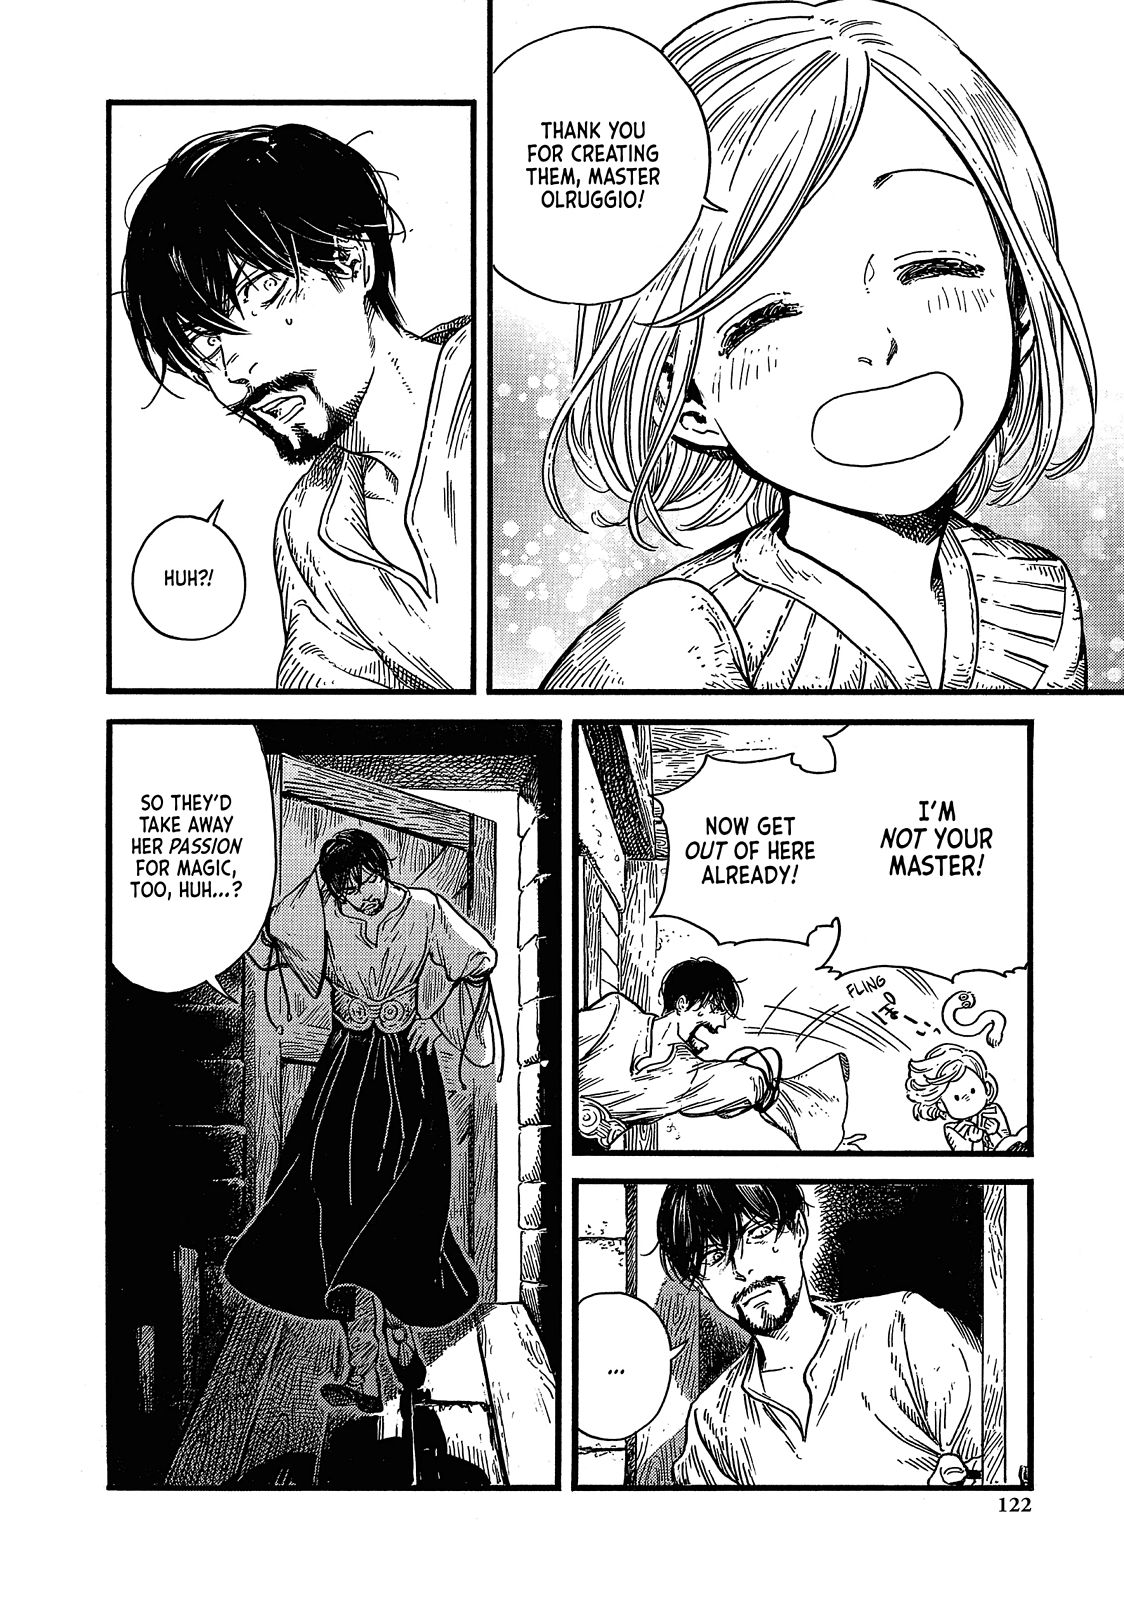 THANK YOU
FOR CREATING
THEM, MASTER
OLRUGGIO!
HUH?!
I'M
NOT YOUR
MASTER!
NOW GET
OUT OF HERE
ALREADY!
FLING
...
SO THEY'D
TAKE AWAY
HER PASSION
FOR MAGIC,
TOO, HUH...?
122